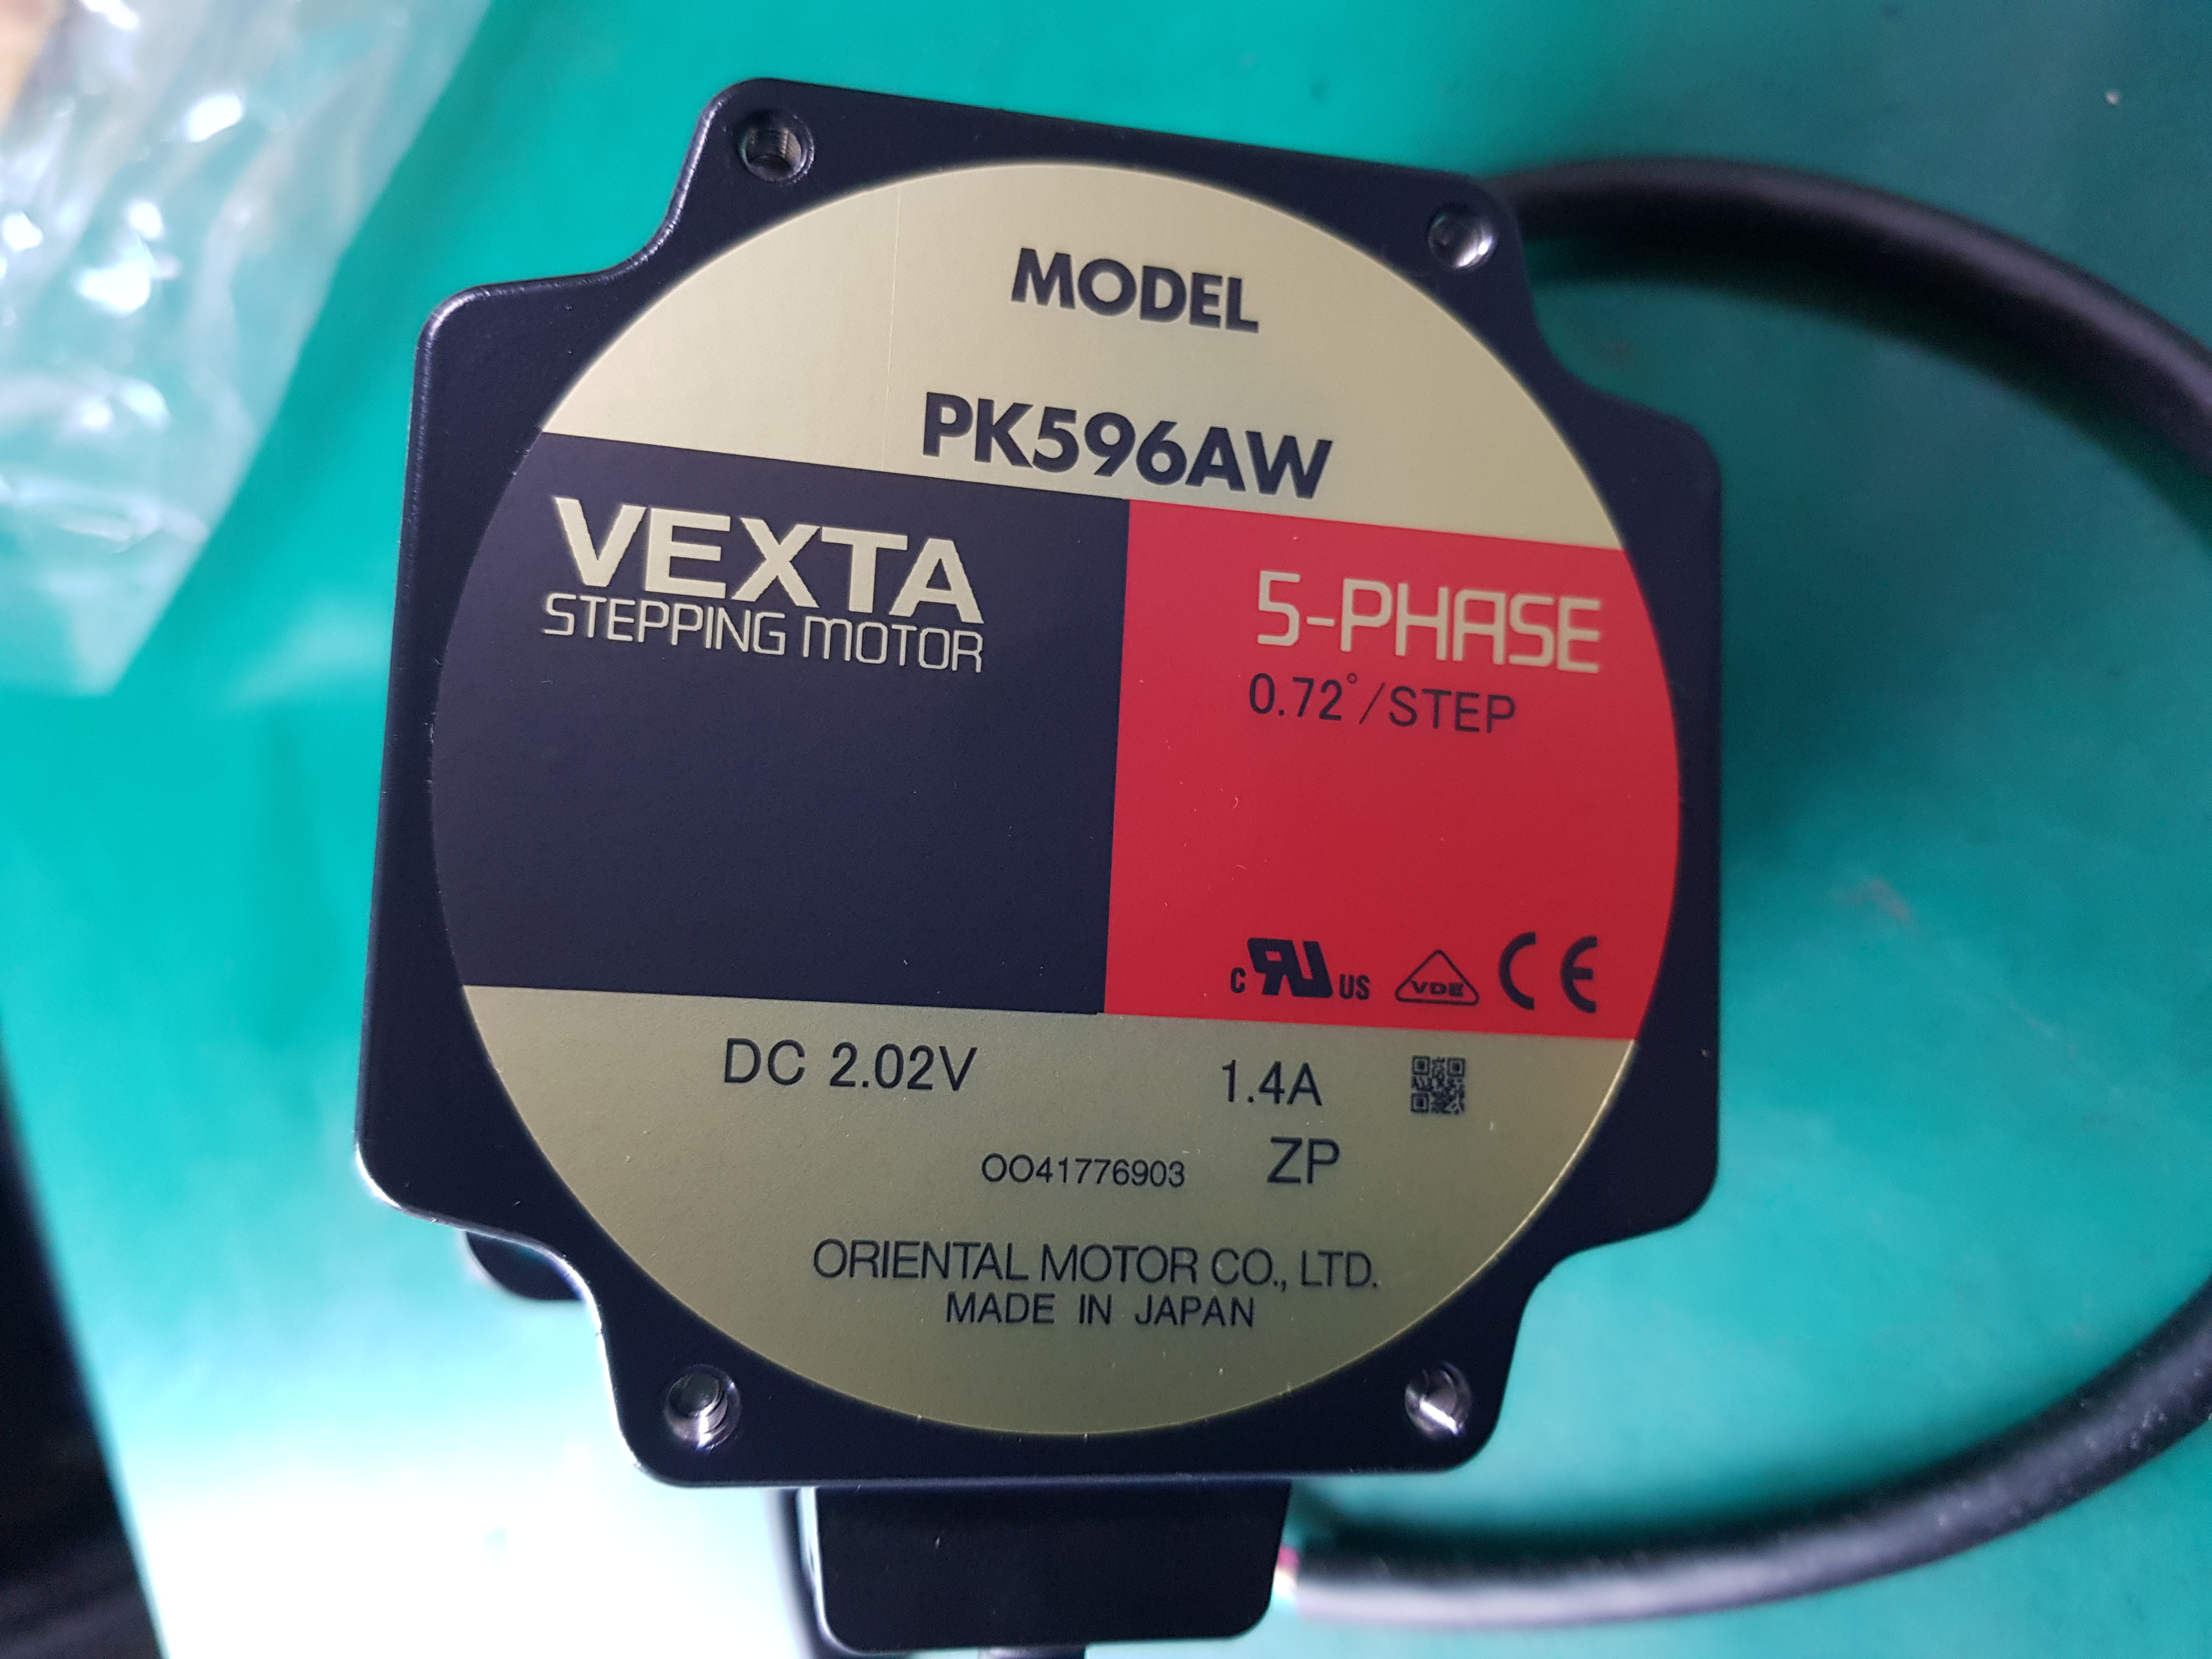 MODEL
PK596AW
VEXTA
STEPPING MOTOR
5-PHASE
0.72°/STEP
c RU US VDE CE
DC 2.02V 1.4A
OO41776903 ZP
ORIENTAL MOTOR CO., LTD.
MADE IN JAPAN